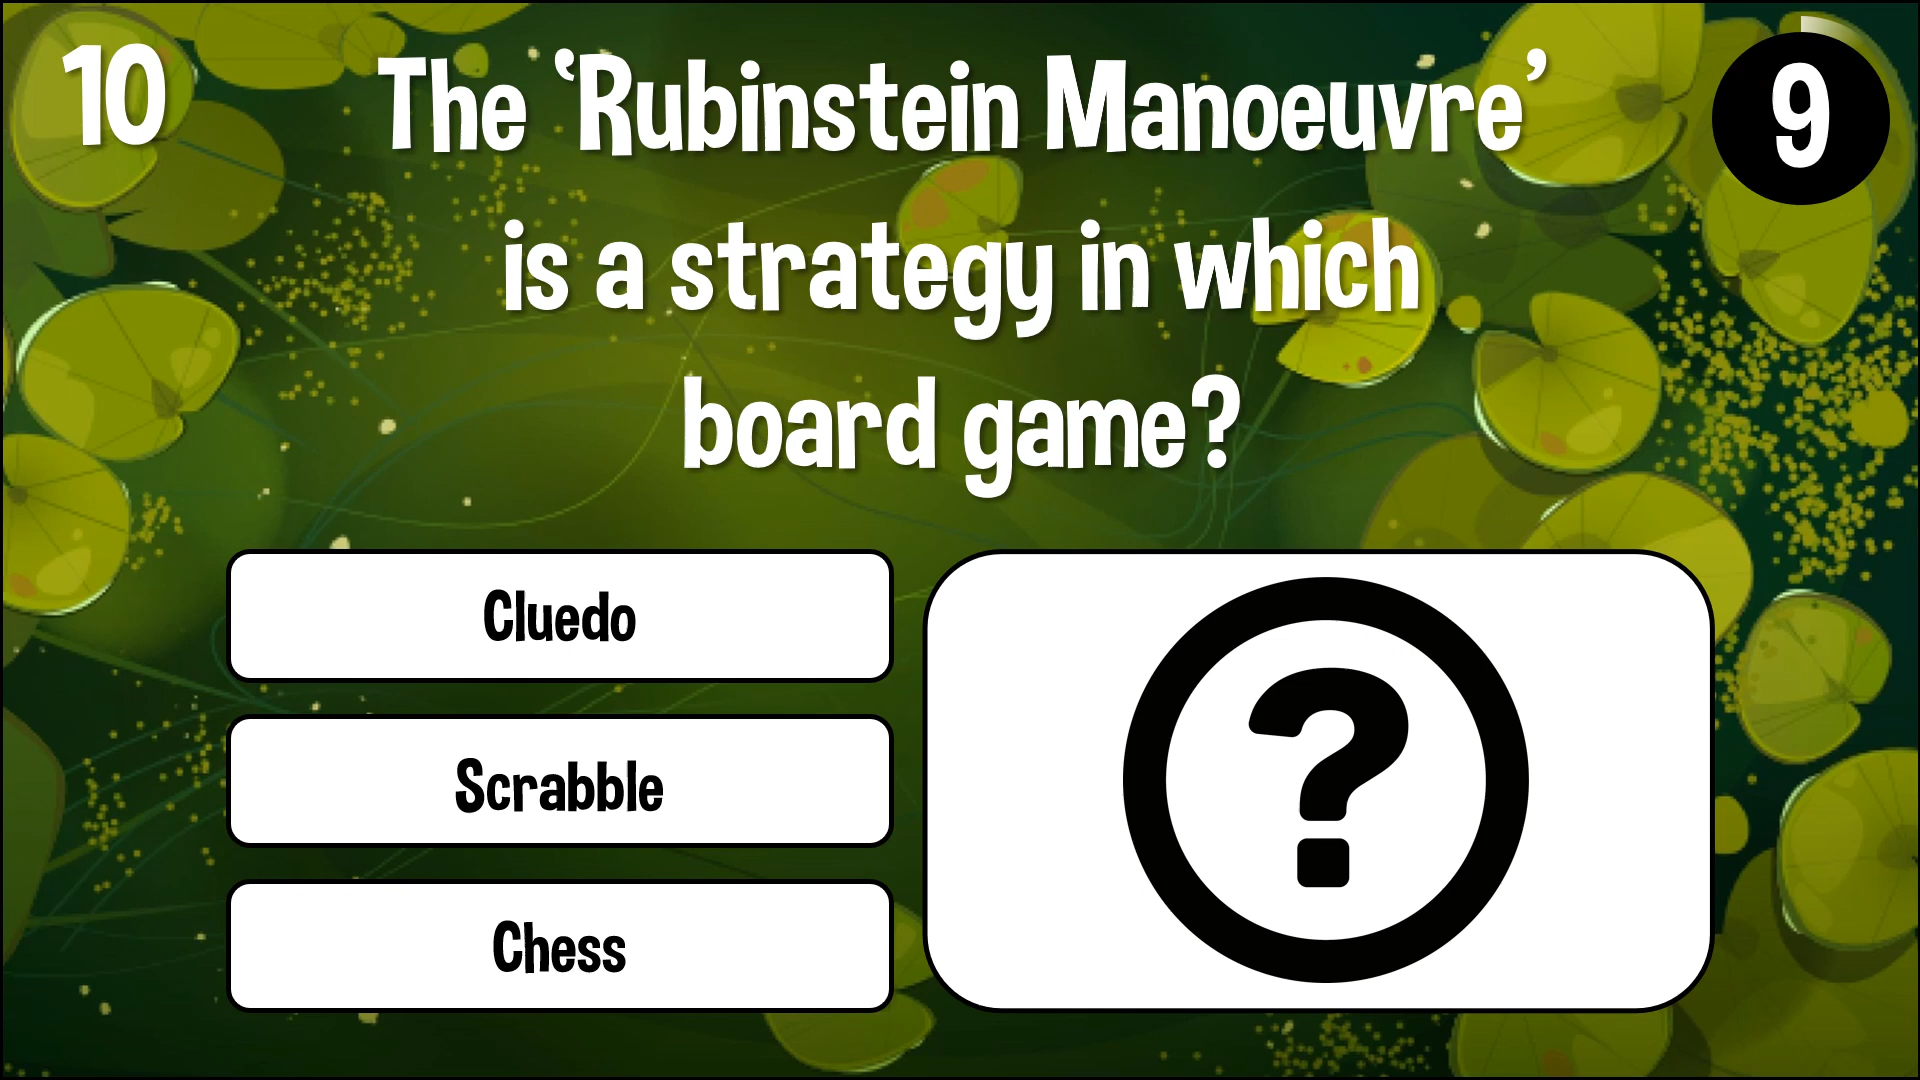 10
The ‘Rubinstein Manoeuvre’
9
is a strategy in which
board game?
Cluedo
Scrabble
Chess
?